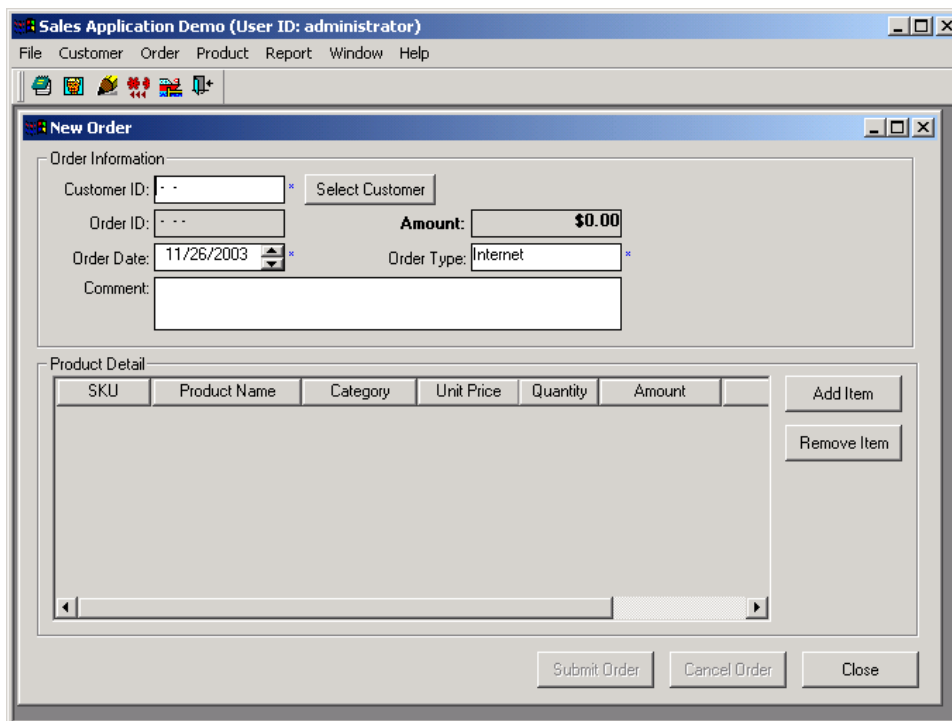 Sales Application Demo (User ID: administrator)
File Customer Order Product Report Window Help
New Order
Order Information
Customer ID: - - * Select Customer
Order ID: - - - Amount: $0.00
Order Date: 11/26/2003 * Order Type: Internet *
Comment:
Product Detail
SKU Product Name Category Unit Price Quantity Amount
Add Item
Remove Item
Submit Order Cancel Order Close